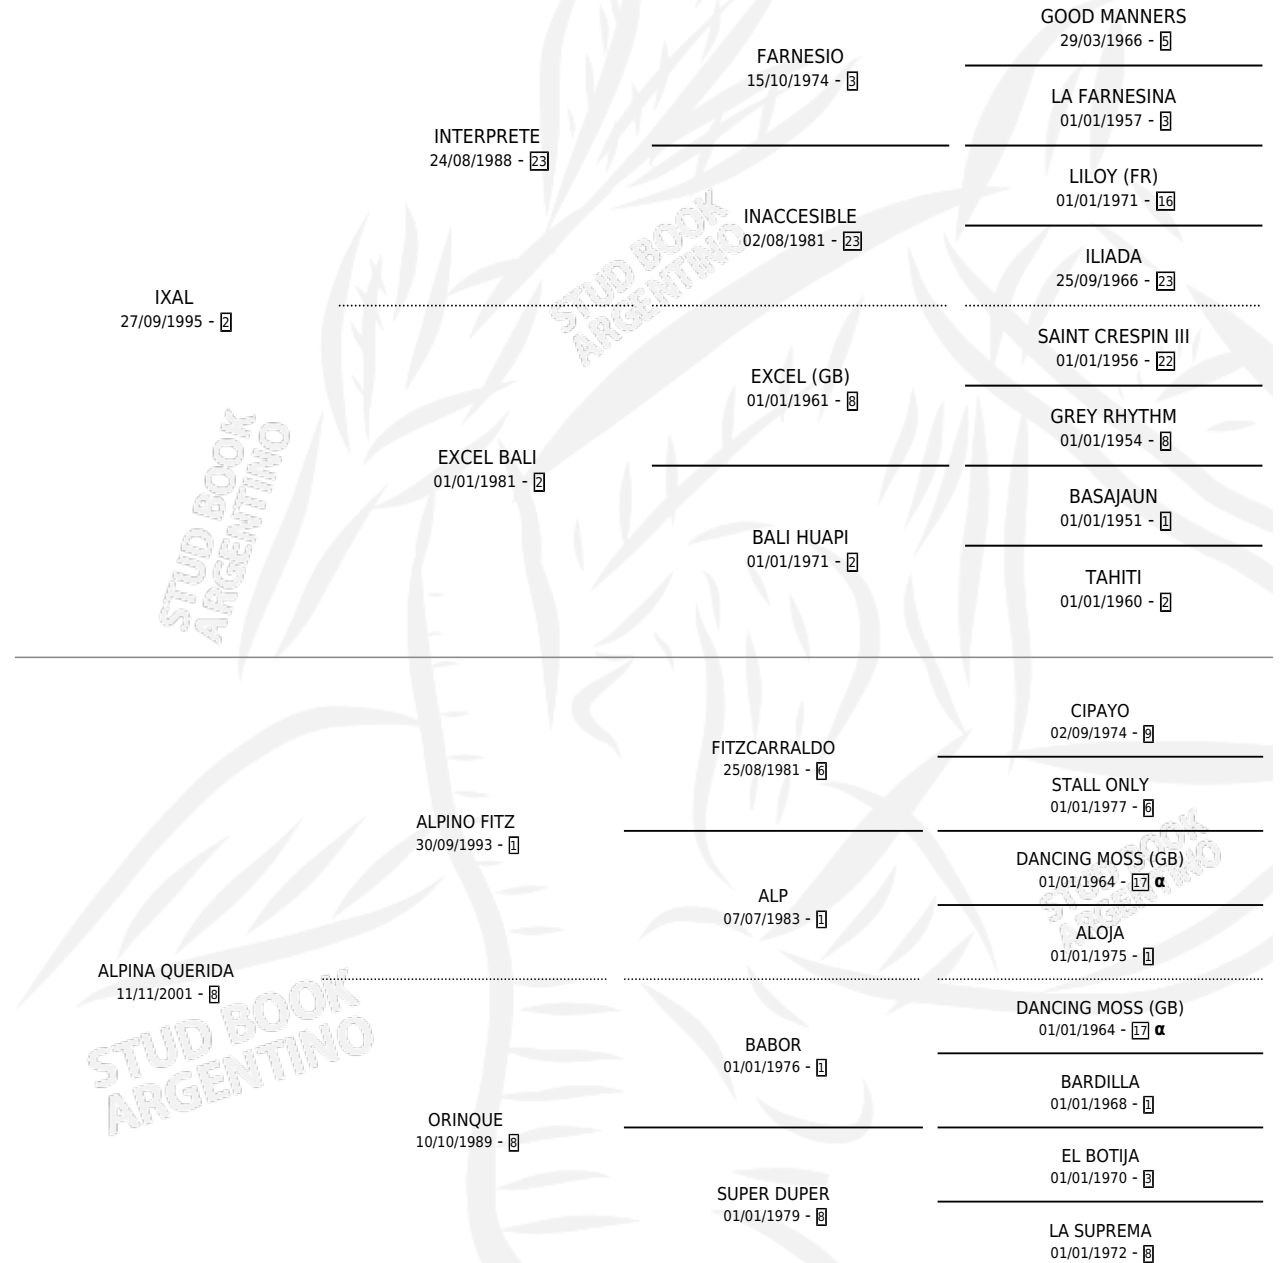 GOOD MANNERS
29/03/1966 - 5
FARNESIO
15/10/1974 - 3
LA FARNESINA
01/01/1957 - 3
INTERPRETE
24/08/1988 - 23
LILOY (FR)
01/01/1971 - 16
INACCESIBLE
02/08/1981 - 23
ILIADA
25/09/1966 - 23
IXAL
27/09/1995 - 2
SAINT CRESPIN III
01/01/1956 - 22
EXCEL (GB)
01/01/1961 - 8
GREY RHYTHM
01/01/1954 - 8
EXCEL BALI
01/01/1981 - 2
BASAJAUN
01/01/1951 - 1
BALI HUAPI
01/01/1971 - 2
TAHITI
01/01/1960 - 2
CIPAYO
02/09/1974 - 9
FITZCARRALDO
25/08/1981 - 6
STALL ONLY
01/01/1977 - 6
ALPINO FITZ
30/09/1993 - 1
DANCING MOSS (GB)
01/01/1964 - 17 α
ALP
07/07/1983 - 1
ALOJA
01/01/1975 - 1
ALPINA QUERIDA
11/11/2001 - 8
DANCING MOSS (GB)
01/01/1964 - 17 α
BABOR
01/01/1976 - 1
BARDILLA
01/01/1968 - 1
ORINQUE
10/10/1989 - 8
EL BOTIJA
01/01/1970 - 3
SUPER DUPER
01/01/1979 - 8
LA SUPREMA
01/01/1972 - 8
STUD BOOK
ARGENTINO
STUD BOOK
ARGENTINO
STUD BOOK
ARGENTINO
STUD BOOK
ARGENTINO